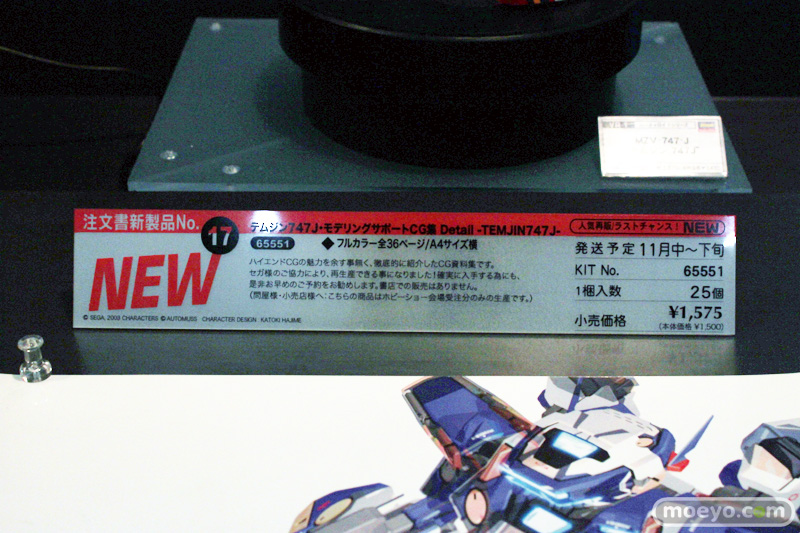 747-J
注文書新製品No. 17
NEW
テムジン747J・モデリングサポートCG集 Detail -TEMJIN747J-
65551 ◆フルカラー全36ページ/A4サイズ横
ハイエンドCGの魅力を余す事無く、徹底的に紹介したCG資料集です。
セガ様のご協力により、再生産できる事になりました!確実に入手する為にも、
是非お早めのご予約をお勧めします。書店での販売はありません。
(問屋様・小売店様へ:こちらの商品はホビーショー会場受注分のみの生産です。)
人気再販/ラストチャンス! NEW
発送予定 11月中〜下旬
KIT No. 65551
1梱入数 25個
小売価格 ¥1,575
(本体価格 ¥1,500)
© SEGA, 2009 CHARACTERS © AUTOMUSS CHARACTER DESIGN KATOKI HAJIME
moeyo.com